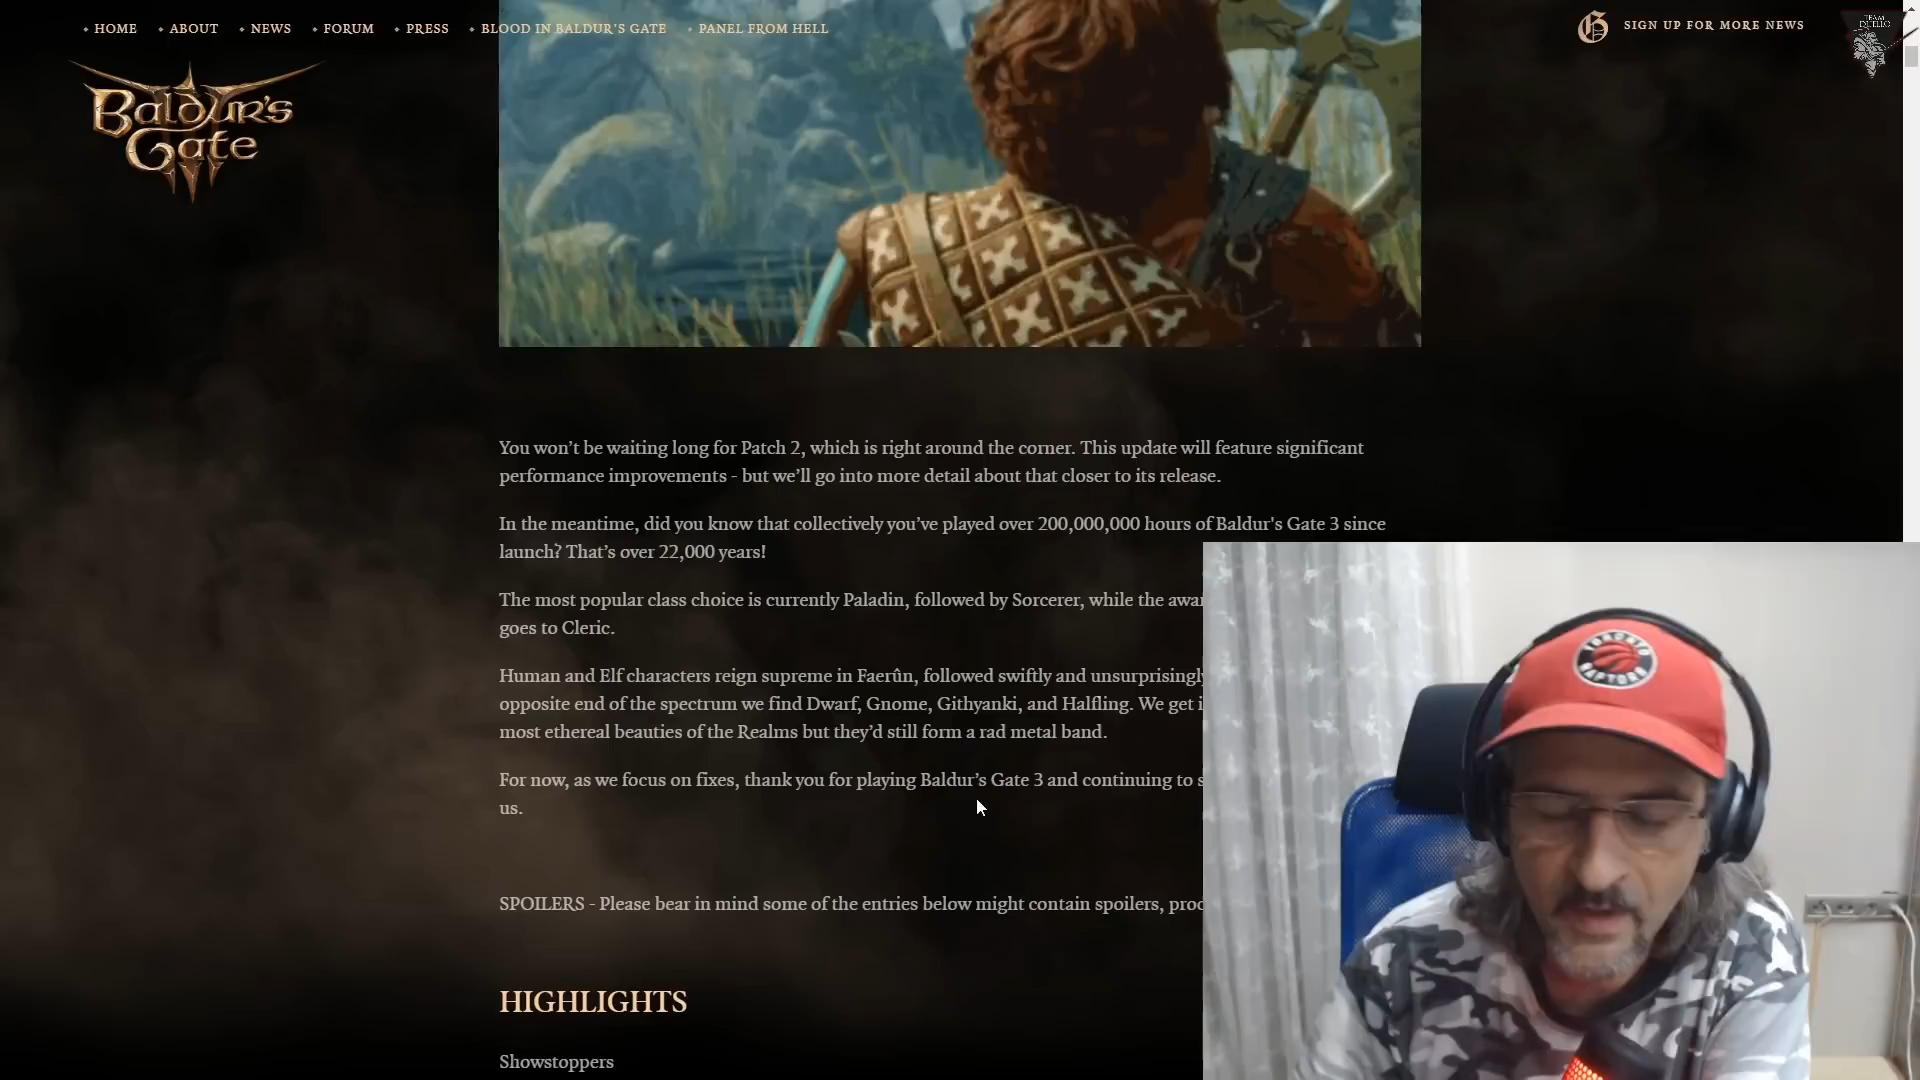 HOME ABOUT NEWS FORUM PRESS BLOOD IN BALDUR'S GATE PANEL FROM HELL
SIGN UP FOR MORE NEWS
TEAM
DUELLO
Baldur's
Gate
You won't be waiting long for Patch 2, which is right around the corner. This update will feature significant
performance improvements - but we'll go into more detail about that closer to its release.
In the meantime, did you know that collectively you've played over 200,000,000 hours of Baldur's Gate 3 since
launch? That's over 22,000 years!
The most popular class choice is currently Paladin, followed by Sorcerer, while the
goes to Cleric.
Human and Elf characters reign supreme in Faerûn, followed swiftly and unsurprisingly
opposite end of the spectrum we find Dwarf, Gnome, Githyanki, and Halfling. We get
most ethereal beauties of the Realms but they'd still form a rad metal band.
For now, as we focus on fixes, thank you for playing Baldur's Gate 3 and continuing to
us.
SPOILERS - Please bear in mind some of the entries below might contain spoilers,
HIGHLIGHTS
Showstoppers
TORONTO
RAPTORS